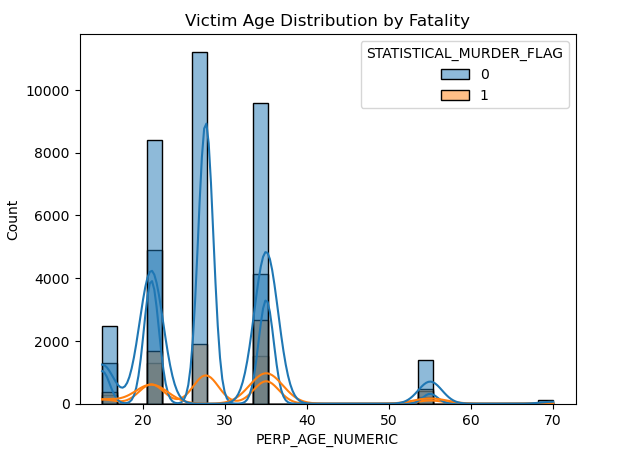 Victim Age Distribution by Fatality
STATISTICAL_MURDER_FLAG
0
1
10000
8000
6000
4000
2000
0
Count
20 30 40 50 60 70
PERP_AGE_NUMERIC